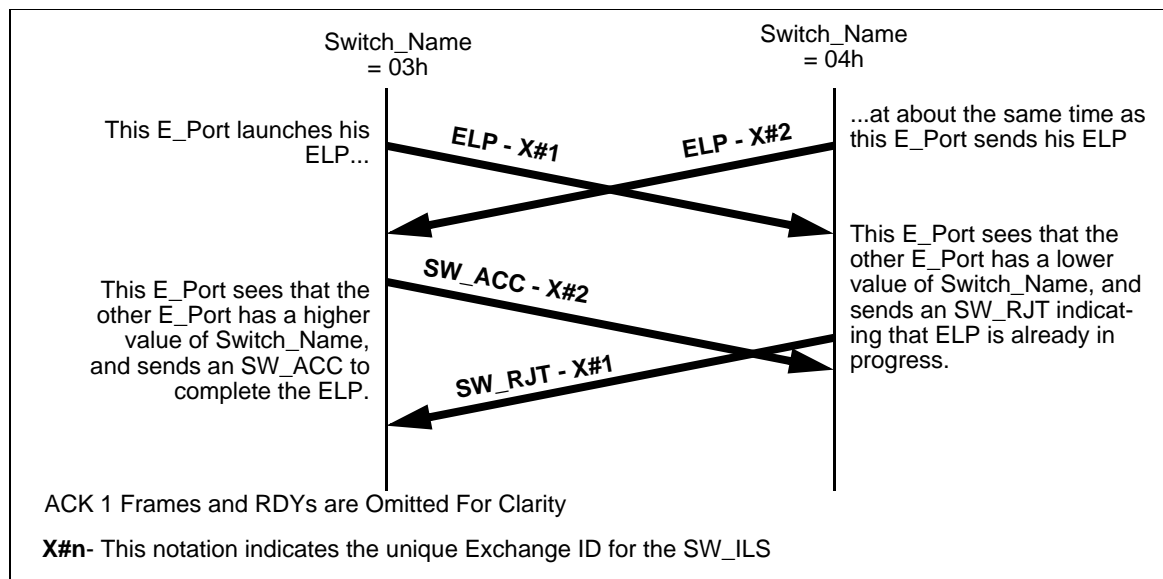 Switch_Name
= 03h
Switch_Name
= 04h
This E_Port launches his
ELP...
ELP - X#1
ELP - X#2
...at about the same time as
this E_Port sends his ELP
This E_Port sees that the
other E_Port has a higher
value of Switch_Name,
and sends an SW_ACC to
complete the ELP.
SW_ACC - X#2
SW_RJT - X#1
This E_Port sees that the
other E_Port has a lower
value of Switch_Name, and
sends an SW_RJT indicat-
ing that ELP is already in
progress.
ACK 1 Frames and RDYs are Omitted For Clarity
X#n- This notation indicates the unique Exchange ID for the SW_ILS